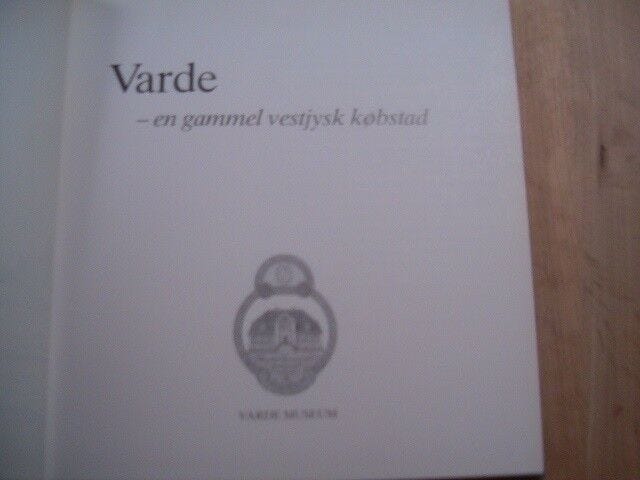 Varde
– en gammel vestjysk købstad
VARDE MUSEUM